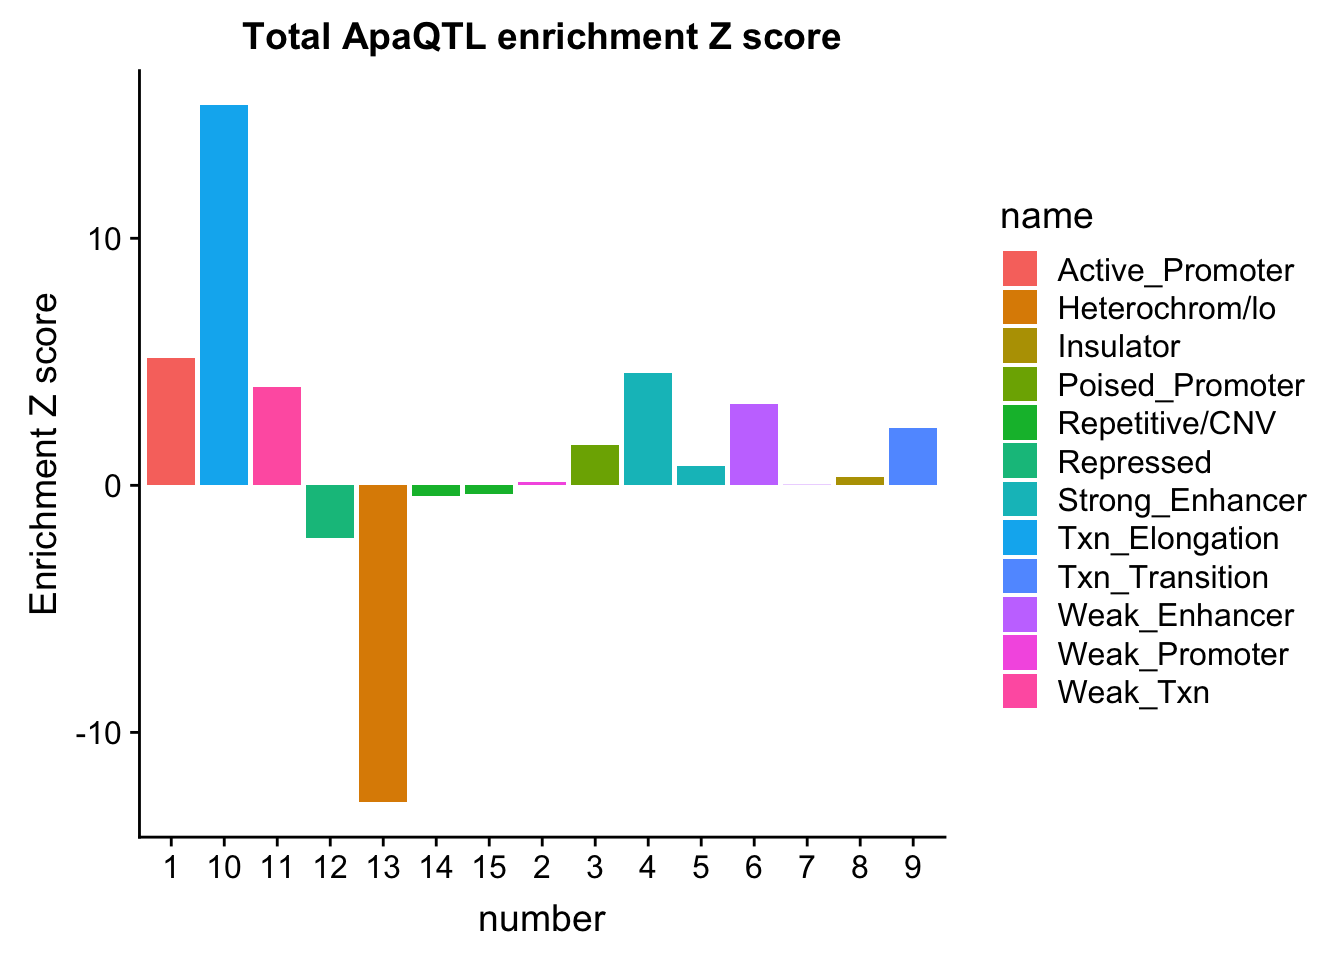 Total ApaQTL enrichment Z score
Enrichment Z score
10
0
-10
1 10 11 12 13 14 15 2 3 4 5 6 7 8 9
number
name
Active_Promoter
Heterochrom/lo
Insulator
Poised_Promoter
Repetitive/CNV
Repressed
Strong_Enhancer
Txn_Elongation
Txn_Transition
Weak_Enhancer
Weak_Promoter
Weak_Txn